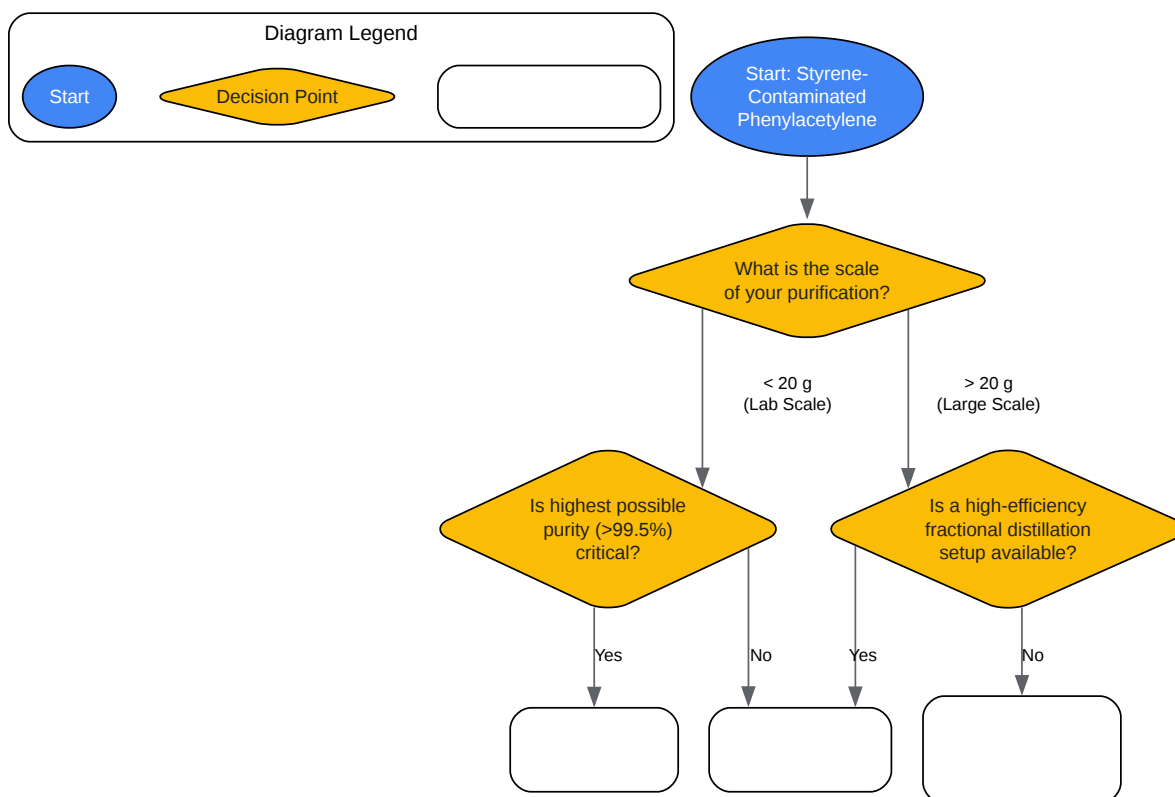 Diagram Legend
Start
Decision Point
Start: Styrene-
Contaminated
Phenylacetylene
What is the scale
of your purification?
< 20 g
(Lab Scale)
> 20 g
(Large Scale)
Is highest possible
purity (>99.5%)
critical?
Is a high-efficiency
fractional distillation
setup available?
Yes
No
Yes
No